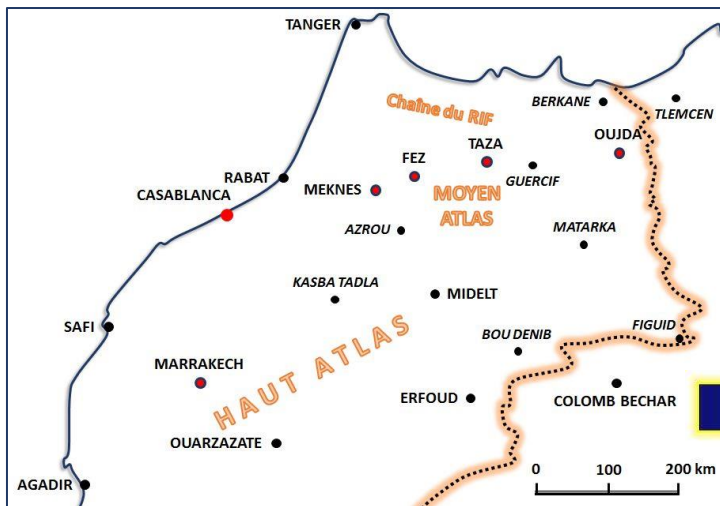 TANGER
Chaîne du RIF
BERKANE
TLEMCEN
OUJDA
TAZA
FEZ
GUERCIF
RABAT
MEKNES
MOYEN
ATLAS
CASABLANCA
AZROU
MATARKA
KASBA TADLA
MIDELT
SAFI
FIGUID
BOU DENIB
HAUT ATLAS
MARRAKECH
ERFOUD
COLOMB BECHAR
OUARZAZATE
0 100 200 km
AGADIR